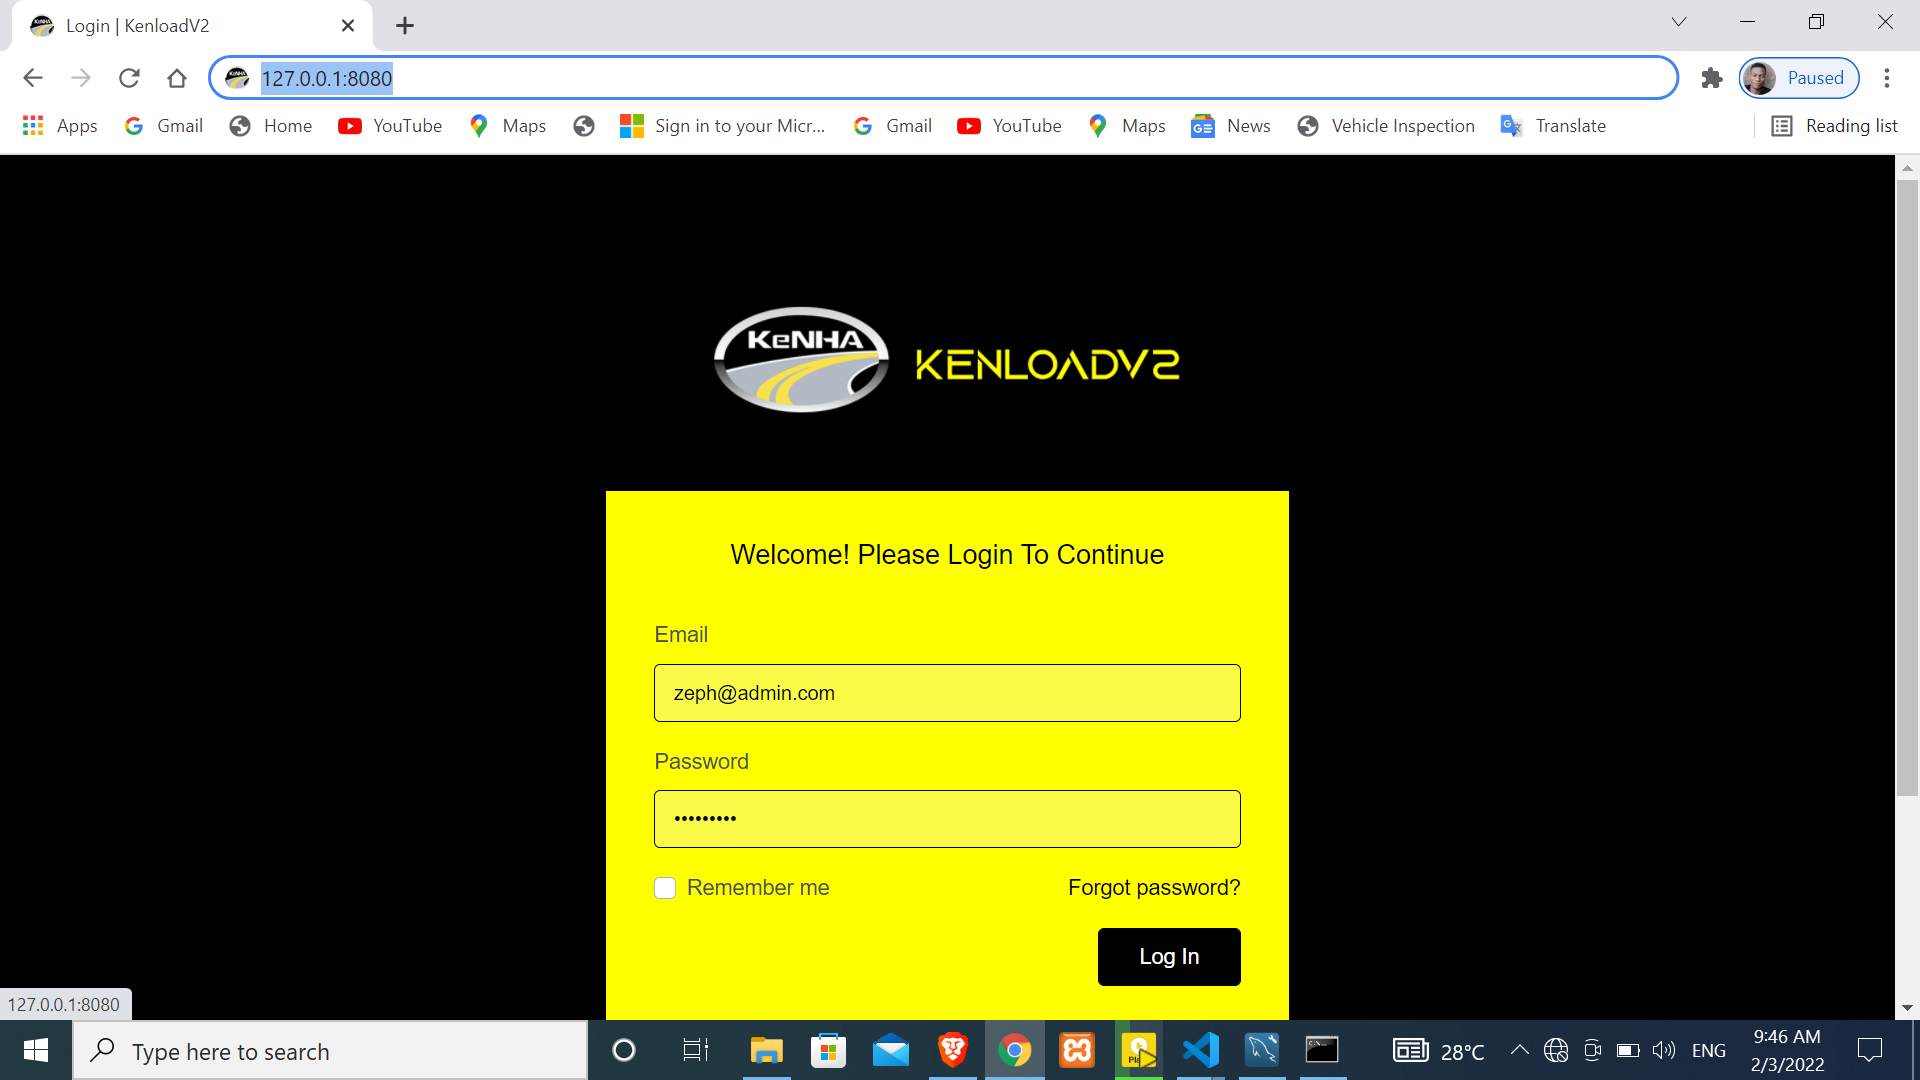 Login | KenloadV2
127.0.0.1:8080
Paused
Apps Gmail Home YouTube Maps Sign in to your Micr... Gmail YouTube Maps News Vehicle Inspection Translate Reading list
KeNHA KENLOADV2
Welcome! Please Login To Continue
Email
zeph@admin.com
Password
•••••••••
Remember me Forgot password?
Log In
127.0.0.1:8080
Type here to search
28°C ENG
9:46 AM
2/3/2022